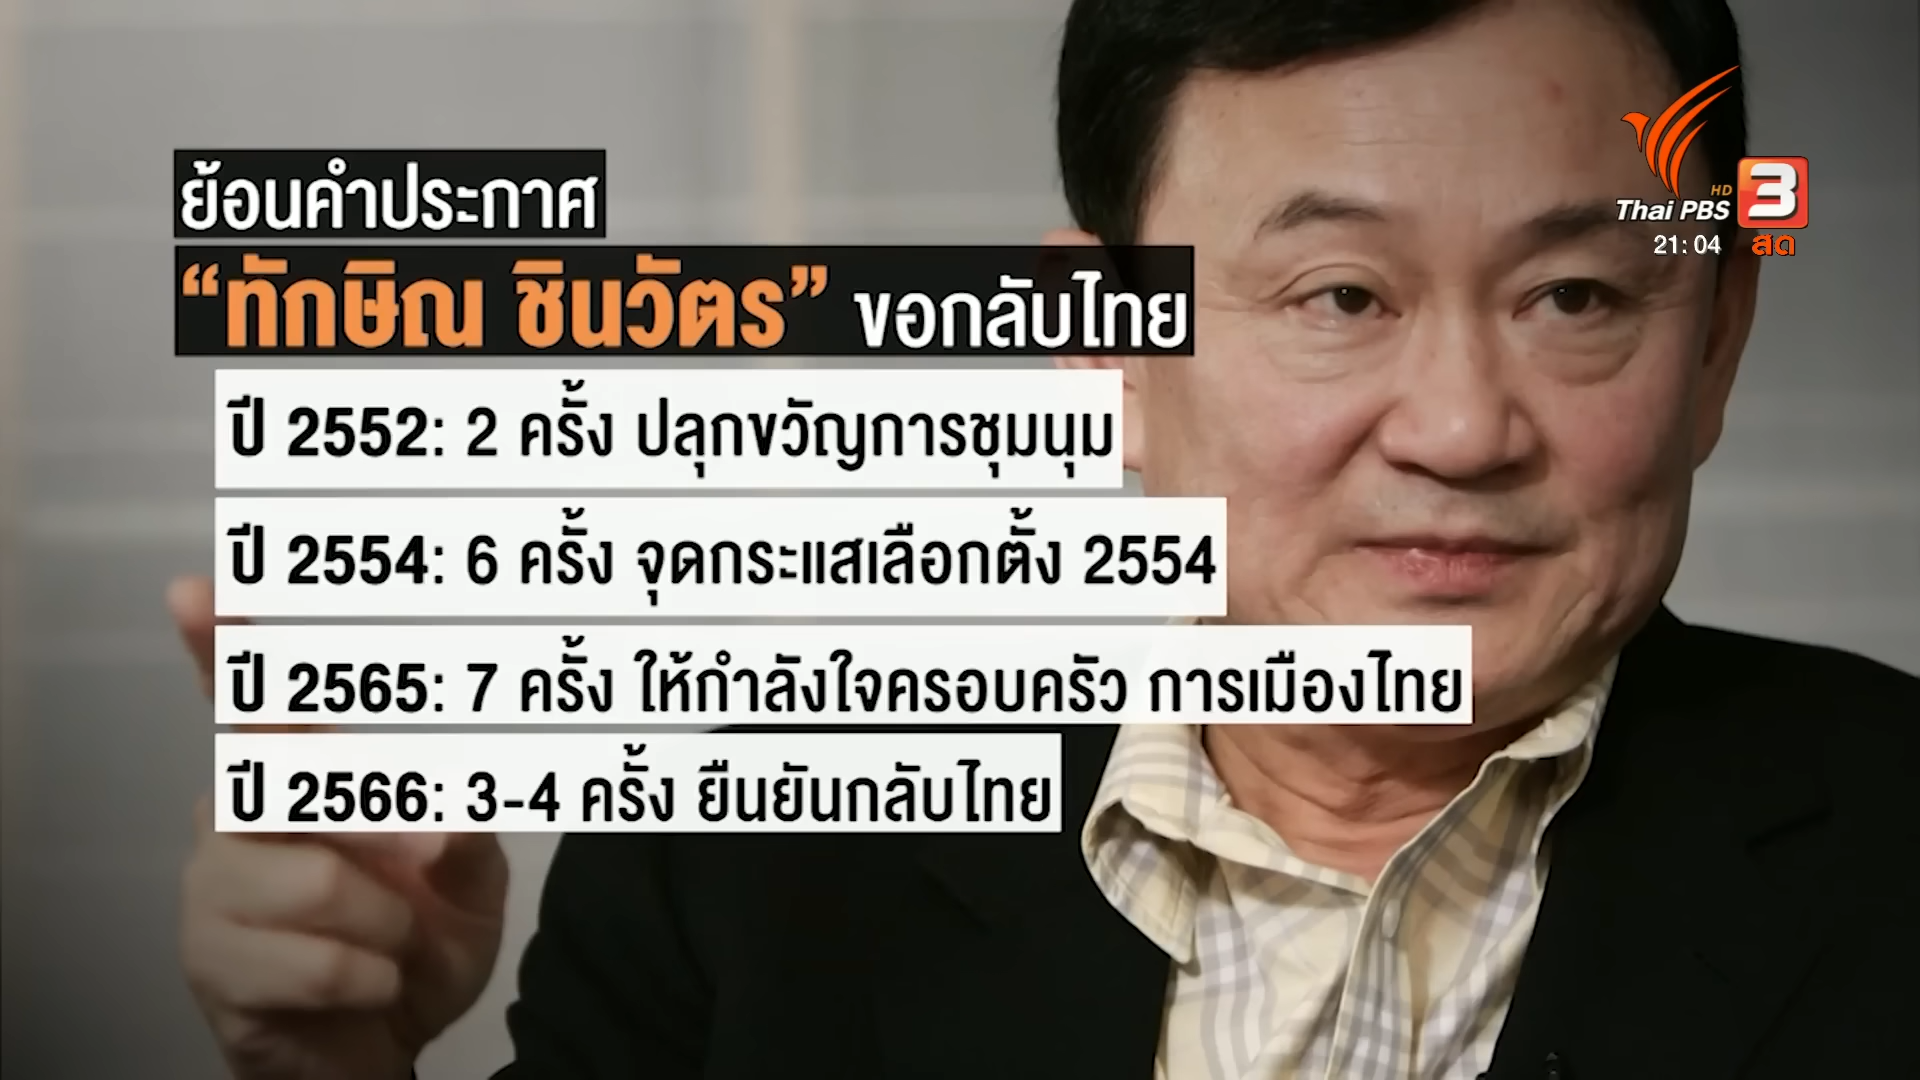 ย้อนคำประกาศ
“ทักษิณ ชินวัตร” ขอกลับไทย
ปี 2552: 2 ครั้ง ปลุกขวัญการชุมนุม
ปี 2554: 6 ครั้ง จุดกระแสเลือกตั้ง 2554
ปี 2565: 7 ครั้ง ให้กำลังใจครอบครัว การเมืองไทย
ปี 2566: 3-4 ครั้ง ยืนยันกลับไทย
HD
Thai PBS 3
21:04 สด